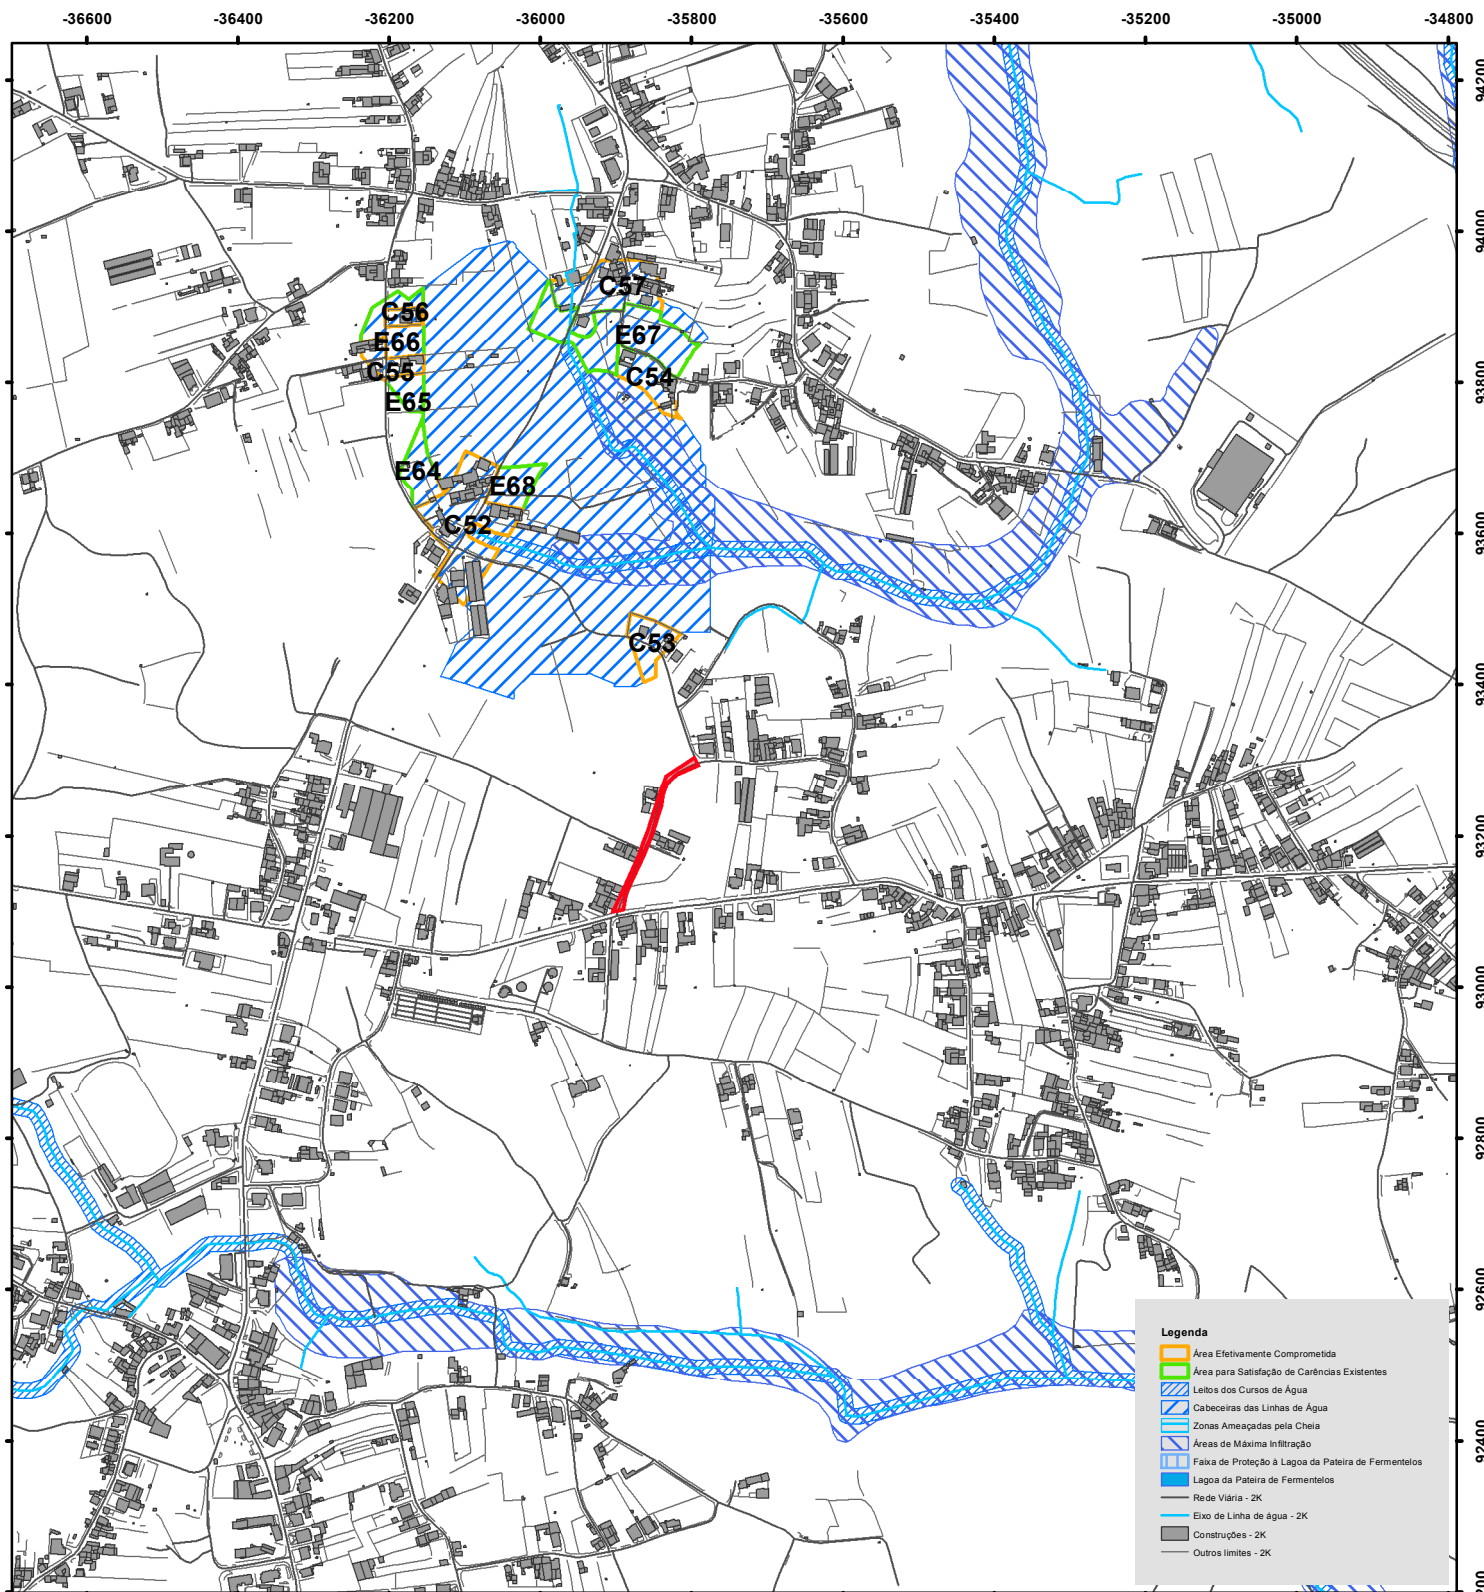 -36600 -36400 -36200 -36000 -35800 -35600 -35400 -35200 -35000 -34800
94200
94000
C57
C56
E67
E66
C55
C54
93800
E65
E64
E68
C52
93600
C53
93400
93200
93000
92800
92600
Legenda
Área Efetivamente Comprometida
Área para Satisfação de Carências Existentes
Leitos dos Cursos de Água
Cabeceiras das Linhas de Água
Zonas Ameaçadas pela Cheia
Áreas de Máxima Infiltração
92400
Faixa de Proteção à Lagoa da Pateira de Fermentelos
Lagoa da Pateira de Fermentelos
Rede Viária - 2K
Eixo de Linha de água - 2K
Construções - 2K
Outros limites - 2K